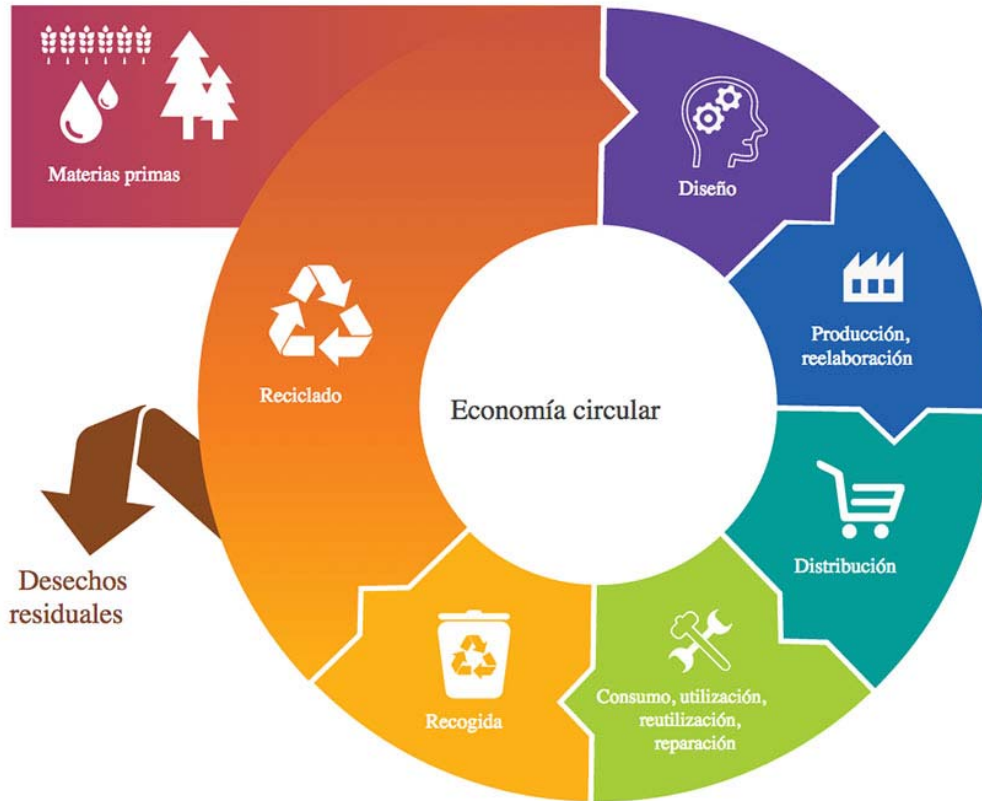 Materias primas
Diseño
Producción,
reelaboración
Reciclado
Economía circular
Distribución
Desechos
residuales
Recogida
Consumo, utilización,
reutilización,
reparación